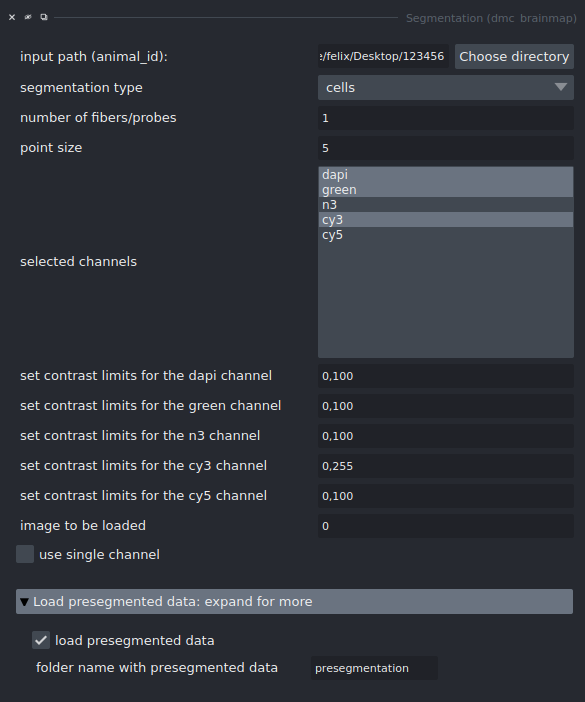 Segmentation (dmc_brainmap)
input path (animal_id): :/felix/Desktop/123456 Choose directory
segmentation type cells
number of fibers/probes 1
point size 5
dapi
green
n3
cy3
cy5
selected channels
set contrast limits for the dapi channel 0,100
set contrast limits for the green channel 0,100
set contrast limits for the n3 channel 0,100
set contrast limits for the cy3 channel 0,255
set contrast limits for the cy5 channel 0,100
image to be loaded 0
use single channel
▼ Load presegmented data: expand for more
load presegmented data
folder name with presegmented data presegmentation